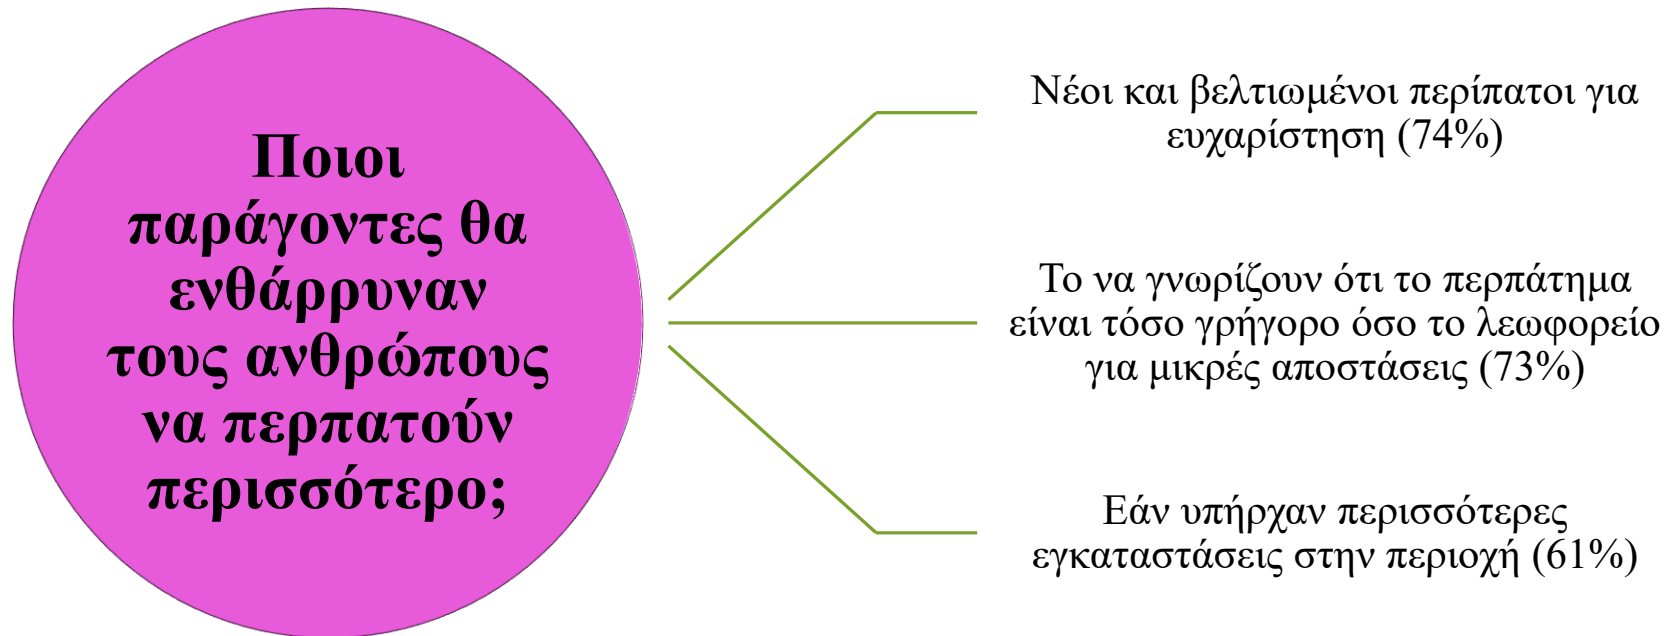 Ποιοι
παράγοντες θα
ενθάρρυναν
τους ανθρώπους
να περπατούν
περισσότερο;
Νέοι και βελτιωμένοι περίπατοι για
ευχαρίστηση (74%)
Το να γνωρίζουν ότι το περπάτημα
είναι τόσο γρήγορο όσο το λεωφορείο
για μικρές αποστάσεις (73%)
Εάν υπήρχαν περισσότερες
εγκαταστάσεις στην περιοχή (61%)